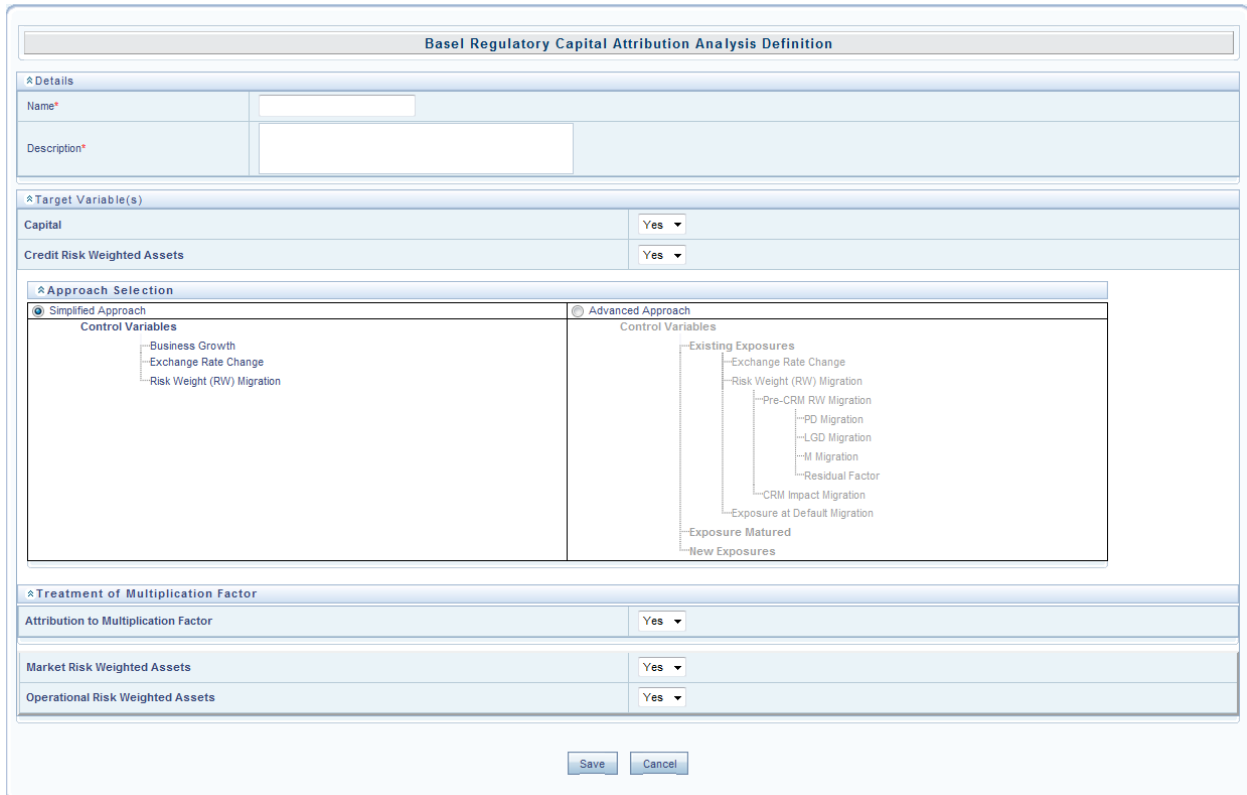 Basel Regulatory Capital Attribution Analysis Definition
Details
Name*
Description*
Target Variable(s)
Capital Yes
Credit Risk Weighted Assets Yes
Approach Selection
Simplified Approach
Control Variables
Business Growth
Exchange Rate Change
Risk Weight (RW) Migration
Advanced Approach
Control Variables
Existing Exposures
Exchange Rate Change
Risk Weight (RW) Migration
Pre-CRM RW Migration
PD Migration
LGD Migration
M Migration
Residual Factor
CRM Impact Migration
Exposure at Default Migration
Exposure Matured
New Exposures
Treatment of Multiplication Factor
Attribution to Multiplication Factor Yes
Market Risk Weighted Assets Yes
Operational Risk Weighted Assets Yes
Save Cancel